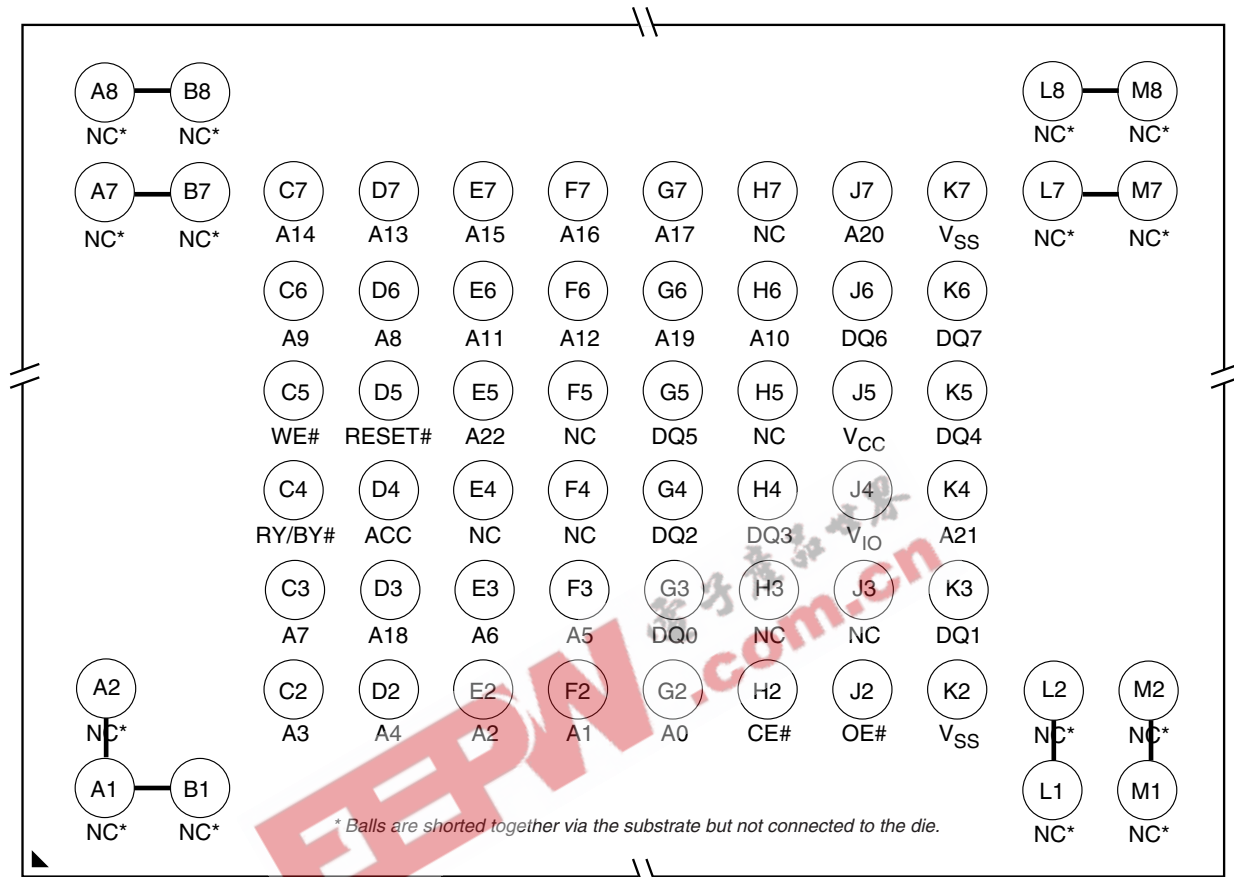 A8 B8 L8 M8
NC* NC* NC* NC*
A7 B7 C7 D7 E7 F7 G7 H7 J7 K7 L7 M7
NC* NC* A14 A13 A15 A16 A17 NC A20 VSS NC* NC*
C6 D6 E6 F6 G6 H6 J6 K6
A9 A8 A11 A12 A19 A10 DQ6 DQ7
C5 D5 E5 F5 G5 H5 J5 K5
WE# RESET# A22 NC DQ5 NC VCC DQ4
C4 D4 E4 F4 G4 H4 J4 K4
RY/BY# ACC NC NC DQ2 DQ3 VIO A21
C3 D3 E3 F3 G3 H3 J3 K3
A7 A18 A6 A5 DQ0 NC NC DQ1
A2 C2 D2 E2 F2 G2 H2 J2 K2 L2 M2
NC* A3 A4 A2 A1 A0 CE# OE# VSS NC* NC*
A1 B1 L1 M1
NC* NC* NC* NC*
* Balls are shorted together via the substrate but not connected to the die.
EEPW.com.cn
电子产品世界